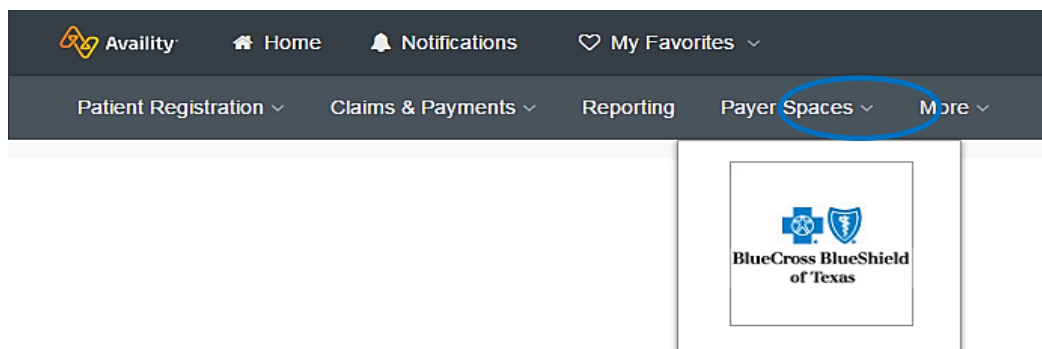 Availity Home Notifications My Favorites
Patient Registration Claims & Payments Reporting Payer Spaces More
BlueCross BlueShield
of Texas